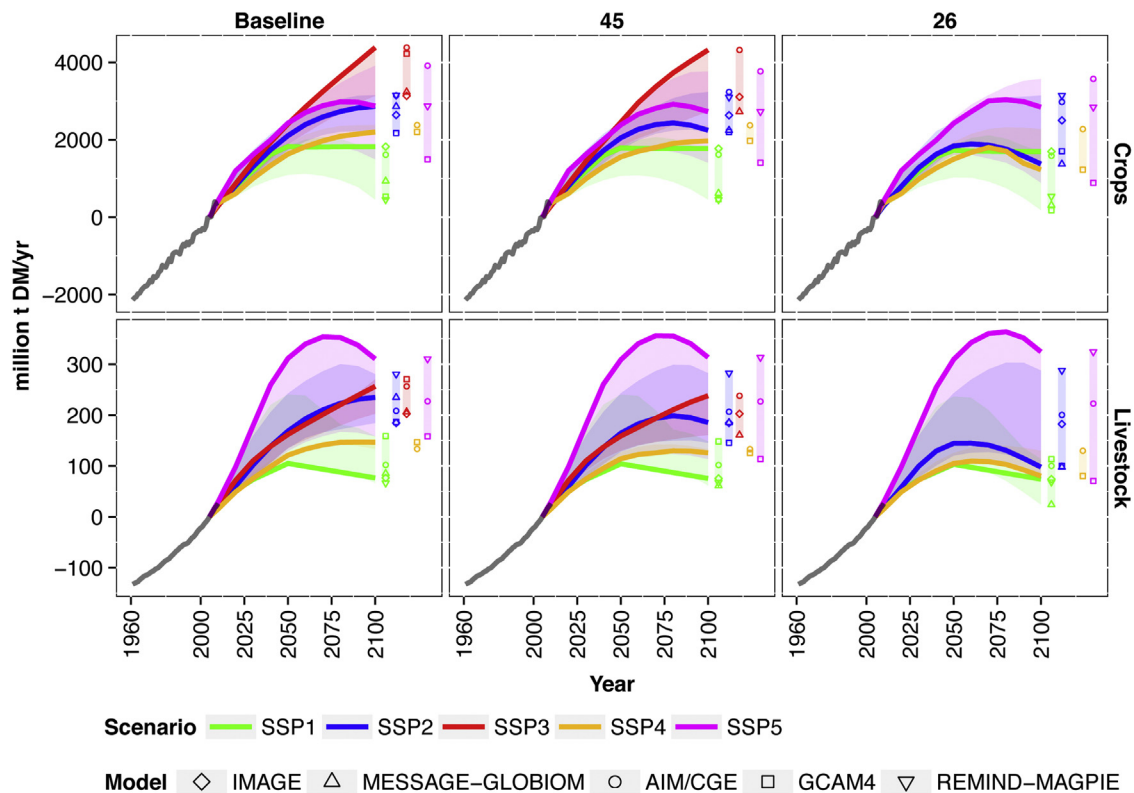 Baseline 45 26
million t DM/yr
4000
2000
0
−2000
Crops
300
200
100
0
−100
Livestock
1960 2000 2025 2050 2075 2100 1960 2000 2025 2050 2075 2100 1960 2000 2025 2050 2075 2100
Year
Scenario SSP1 SSP2 SSP3 SSP4 SSP5
Model IMAGE MESSAGE−GLOBIOM AIM/CGE GCAM4 REMIND−MAGPIE